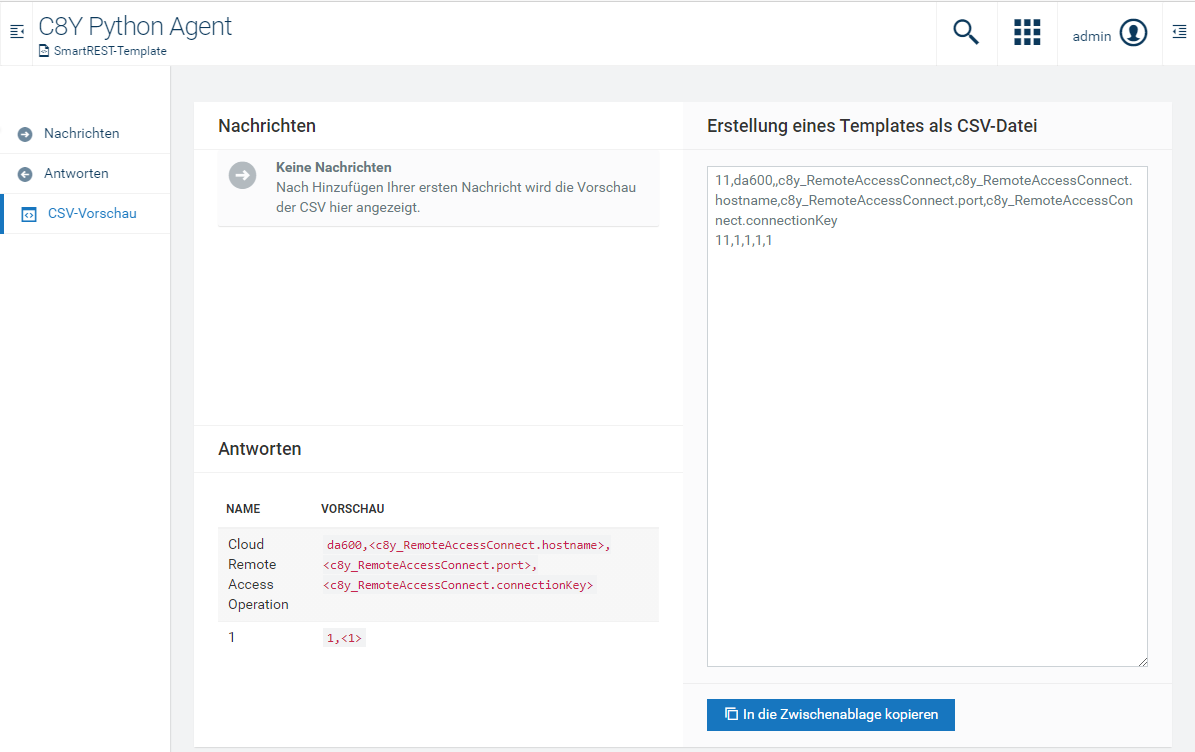 C8Y Python Agent
SmartREST-Template
admin
Nachrichten
Antworten
CSV-Vorschau
Nachrichten
Keine Nachrichten
Nach Hinzufügen Ihrer ersten Nachricht wird die Vorschau
der CSV hier angezeigt.
Antworten
NAME VORSCHAU
Cloud
Remote
Access
Operation
da600,<c8y_RemoteAccessConnect.hostname>,
<c8y_RemoteAccessConnect.port>,
<c8y_RemoteAccessConnect.connectionKey>
1 1,<1>
Erstellung eines Templates als CSV-Datei
11,da600,,c8y_RemoteAccessConnect,c8y_RemoteAccessConnect.
hostname,c8y_RemoteAccessConnect.port,c8y_RemoteAccessCon
nect.connectionKey
11,1,1,1,1
In die Zwischenablage kopieren